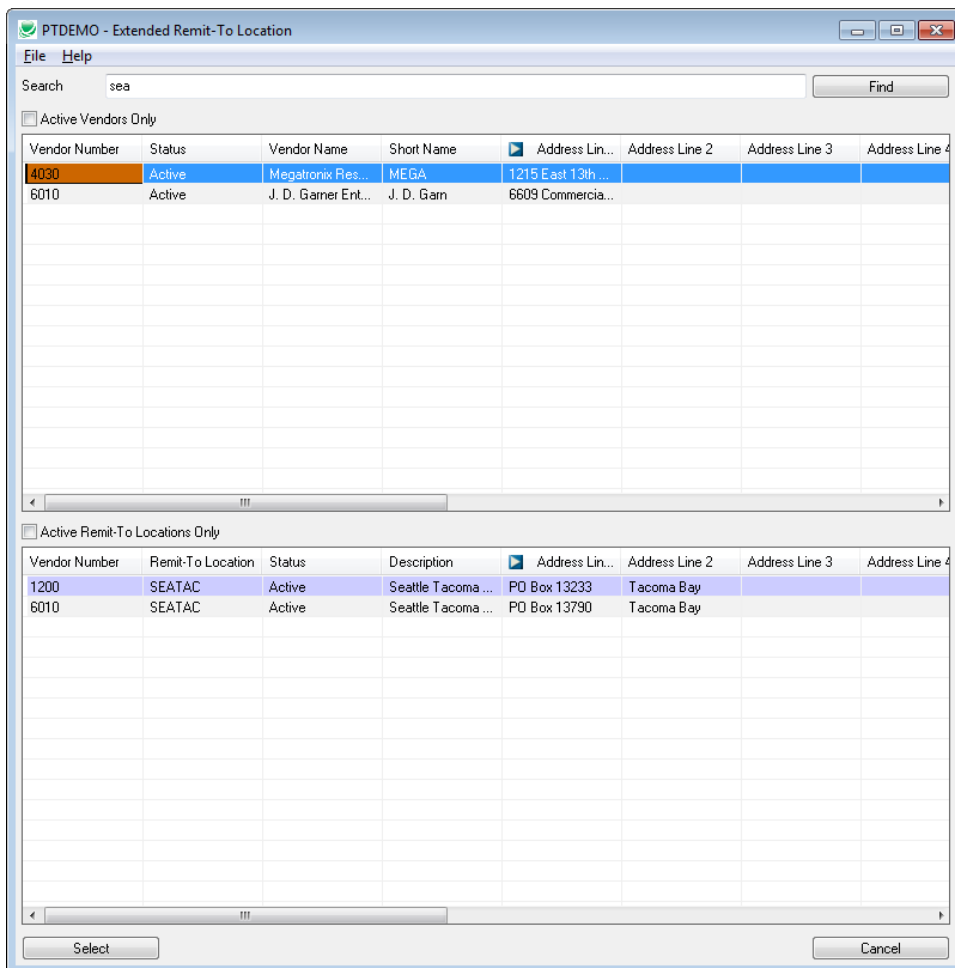 PTDEMO - Extended Remit-To Location
File Help
Search sea Find
Active Vendors Only
Vendor Number Status Vendor Name Short Name Address Lin... Address Line 2 Address Line 3 Address Line 4
4030 Active Megatronix Res... MEGA 1215 East 13th ...
6010 Active J. D. Garner Ent... J. D. Garn 6609 Commercia...
Active Remit-To Locations Only
Vendor Number Remit-To Location Status Description Address Lin... Address Line 2 Address Line 3 Address Line 4
1200 SEATAC Active Seattle Tacoma ... PO Box 13233 Tacoma Bay
6010 SEATAC Active Seattle Tacoma ... PO Box 13790 Tacoma Bay
Select Cancel